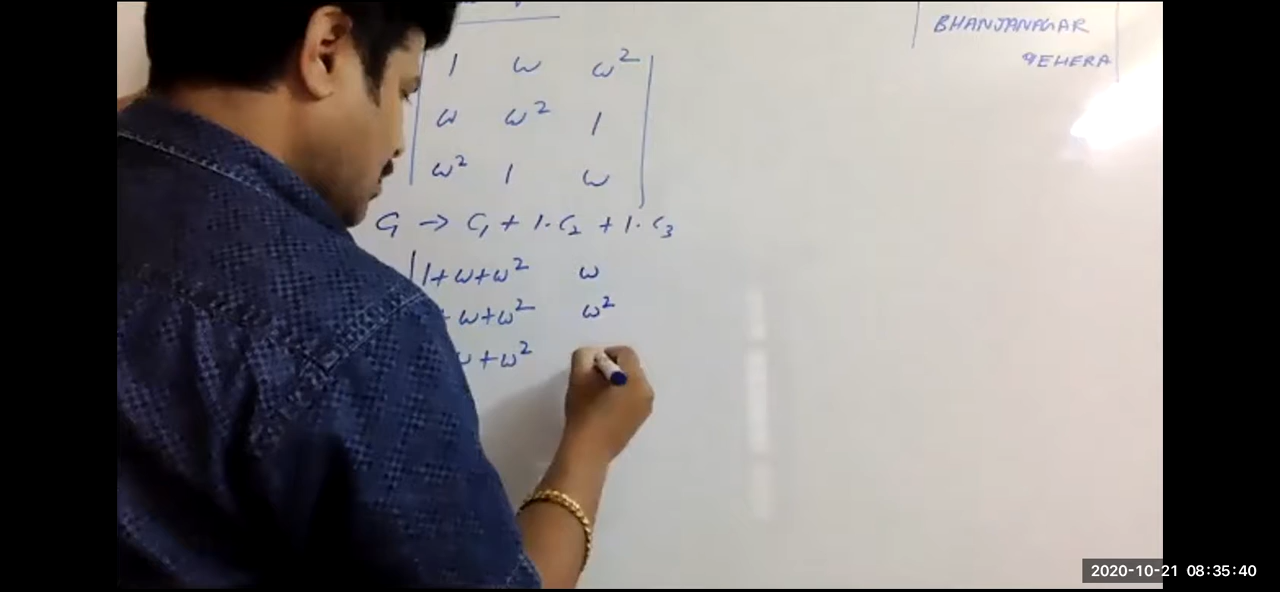 BHANJANAGAR
BEHERA
1 ω ω²
ω ω² 1
ω² 1 ω
C₁ → C₁ + 1·C₂ + 1·C₃
1+ω+ω² ω
+ω+ω² ω²
+ω²
2020-10-21 08:35:40